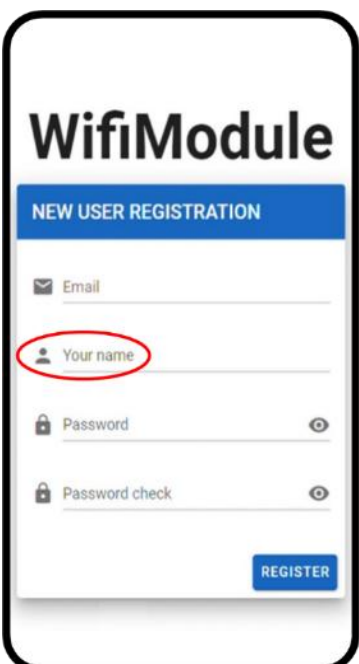 WifiModule
NEW USER REGISTRATION
Email
Your name
Password
Password check
REGISTER